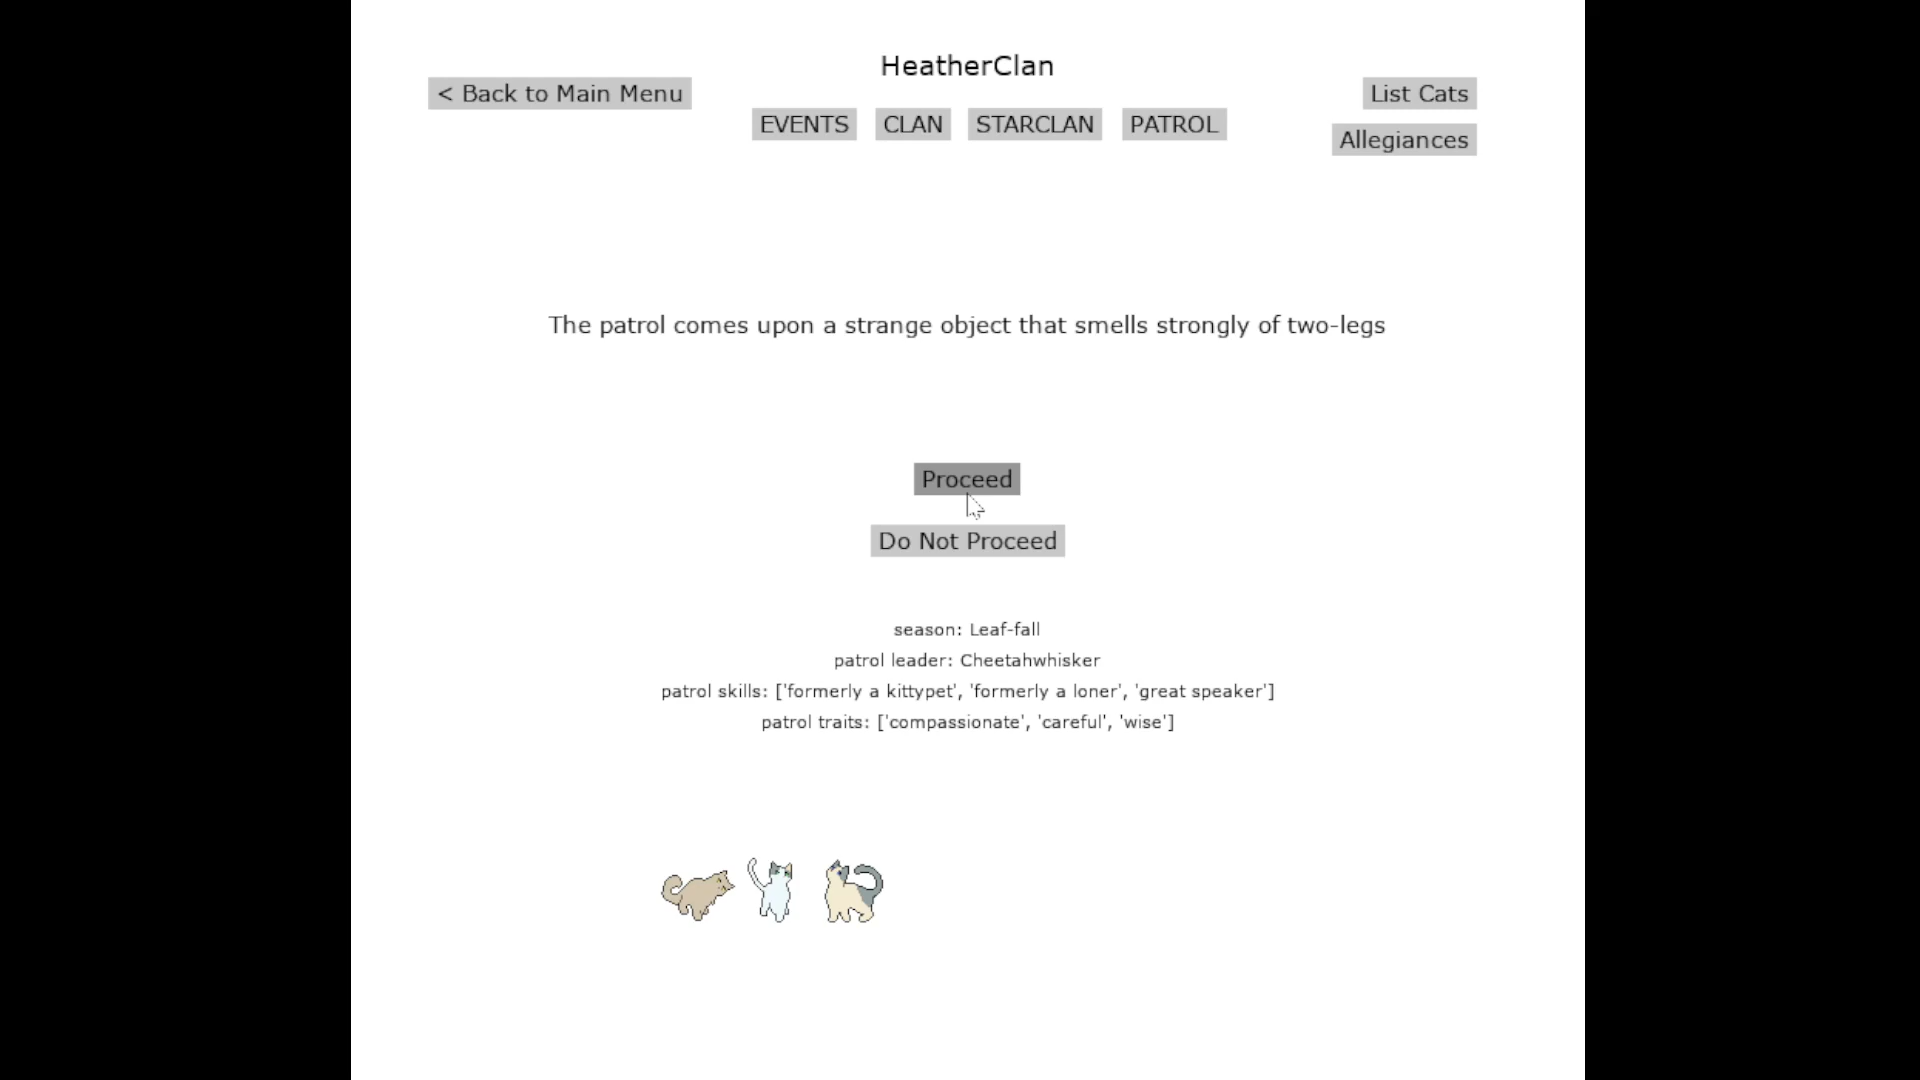 HeatherClan
< Back to Main Menu
List Cats
EVENTS CLAN STARCLAN PATROL
Allegiances
The patrol comes upon a strange object that smells strongly of two-legs
Proceed
Do Not Proceed
season: Leaf-fall
patrol leader: Cheetahwhisker
patrol skills: ['formerly a kittypet', 'formerly a loner', 'great speaker']
patrol traits: ['compassionate', 'careful', 'wise']